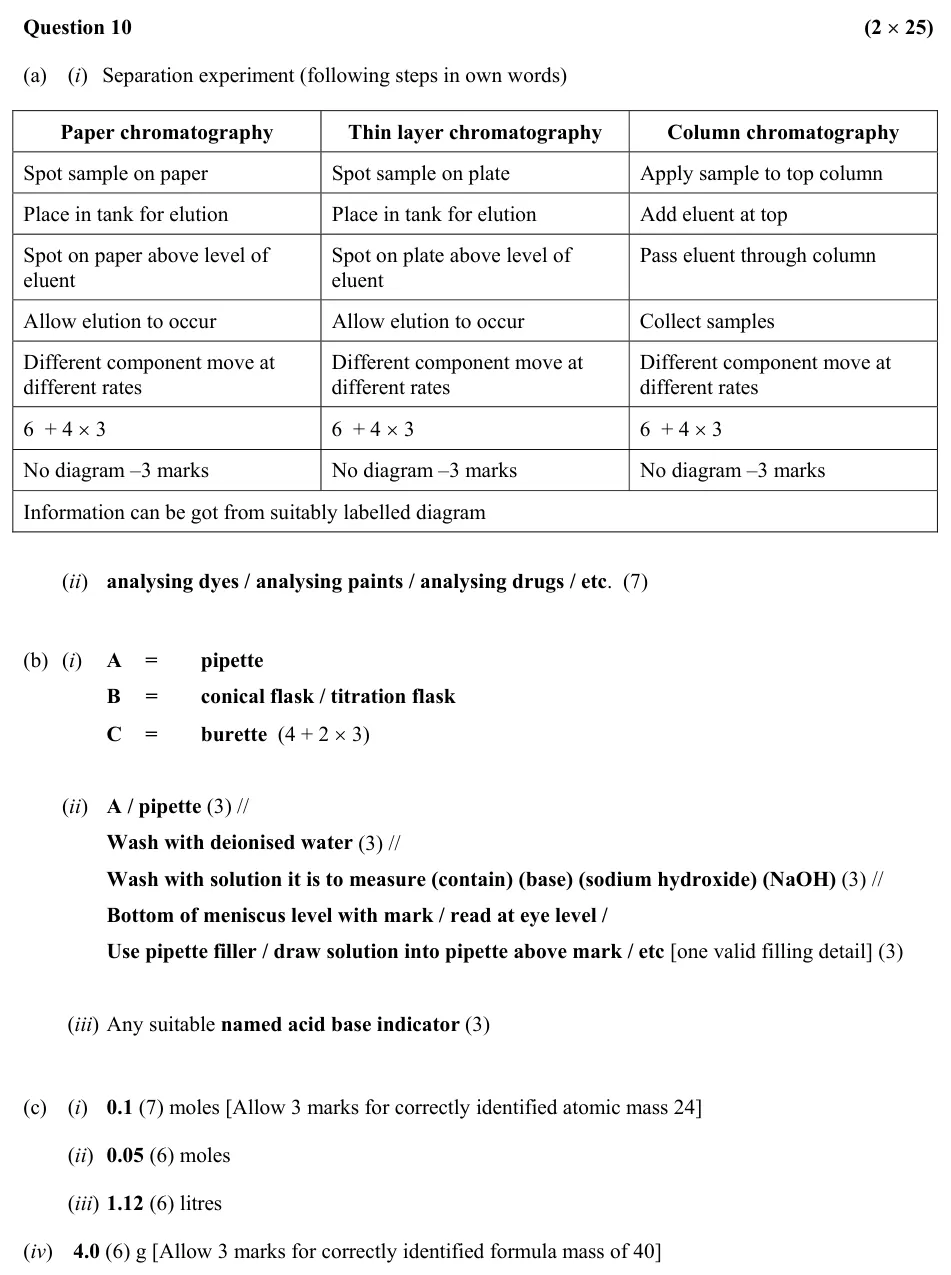 Question 10 (2 × 25)
(a) (i) Separation experiment (following steps in own words)
Paper chromatography Thin layer chromatography Column chromatography
Spot sample on paper Spot sample on plate Apply sample to top column
Place in tank for elution Place in tank for elution Add eluent at top
Spot on paper above level of Spot on plate above level of Pass eluent through column
eluent eluent
Allow elution to occur Allow elution to occur Collect samples
Different component move at Different component move at Different component move at
different rates different rates different rates
6 + 4 × 3 6 + 4 × 3 6 + 4 × 3
No diagram –3 marks No diagram –3 marks No diagram –3 marks
Information can be got from suitably labelled diagram
(ii) analysing dyes / analysing paints / analysing drugs / etc. (7)
(b) (i) A = pipette
B = conical flask / titration flask
C = burette (4 + 2 × 3)
(ii) A / pipette (3) //
Wash with deionised water (3) //
Wash with solution it is to measure (contain) (base) (sodium hydroxide) (NaOH) (3) //
Bottom of meniscus level with mark / read at eye level /
Use pipette filler / draw solution into pipette above mark / etc [one valid filling detail] (3)
(iii) Any suitable named acid base indicator (3)
(c) (i) 0.1 (7) moles [Allow 3 marks for correctly identified atomic mass 24]
(ii) 0.05 (6) moles
(iii) 1.12 (6) litres
(iv) 4.0 (6) g [Allow 3 marks for correctly identified formula mass of 40]